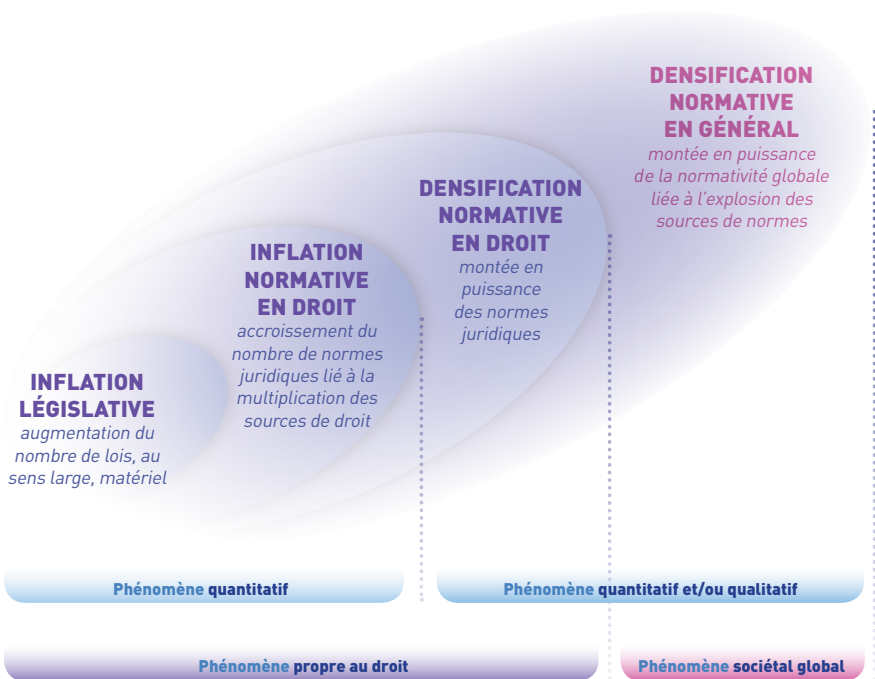 INFLATION
LÉGISLATIVE
augmentation du
nombre de lois, au
sens large, matériel
INFLATION
NORMATIVE
EN DROIT
accroissement du
nombre de normes
juridiques lié à la
multiplication des
sources de droit
DENSIFICATION
NORMATIVE
EN DROIT
montée en
puissance
des normes
juridiques
DENSIFICATION
NORMATIVE
EN GÉNÉRAL
montée en puissance
de la normativité globale
liée à l'explosion des
sources de normes
Phénomène quantitatif
Phénomène quantitatif et/ou qualitatif
Phénomène propre au droit
Phénomène sociétal global